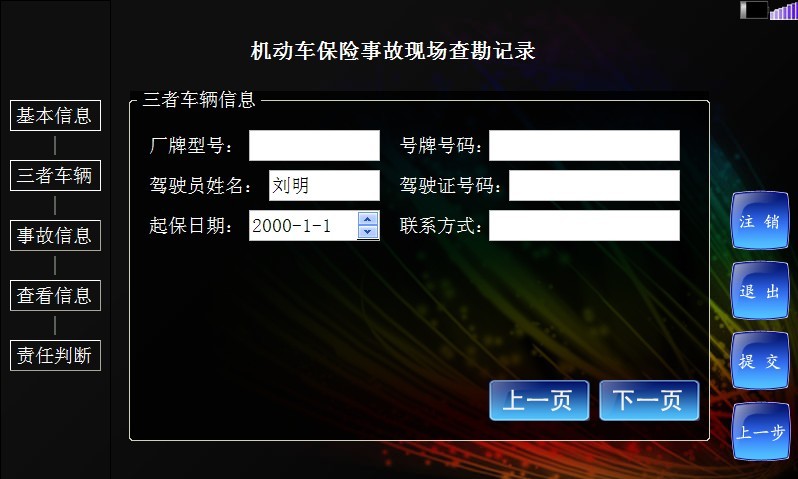 机动车保险事故现场查勘记录
基本信息
三者车辆
事故信息
查看信息
责任判断
三者车辆信息
厂牌型号： 号牌号码：
驾驶员姓名： 刘明 驾驶证号码：
起保日期： 2000-1-1 联系方式：
上一页 下一页
注 销
退 出
提 交
上一步